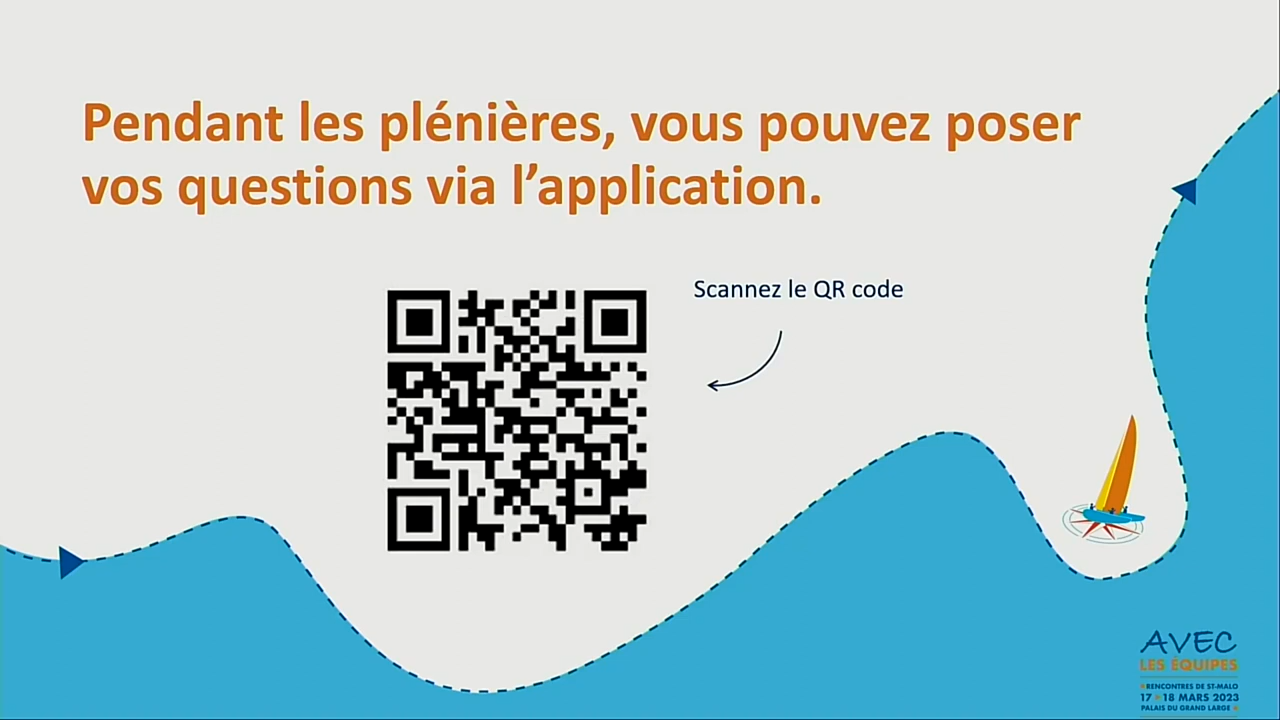 Pendant les plénières, vous pouvez poser
vos questions via l’application.
Scannez le QR code
AVEC
LES ÉQUIPES
RENCONTRES DE ST-MALO
17 18 MARS 2023
PALAIS DU GRAND LARGE